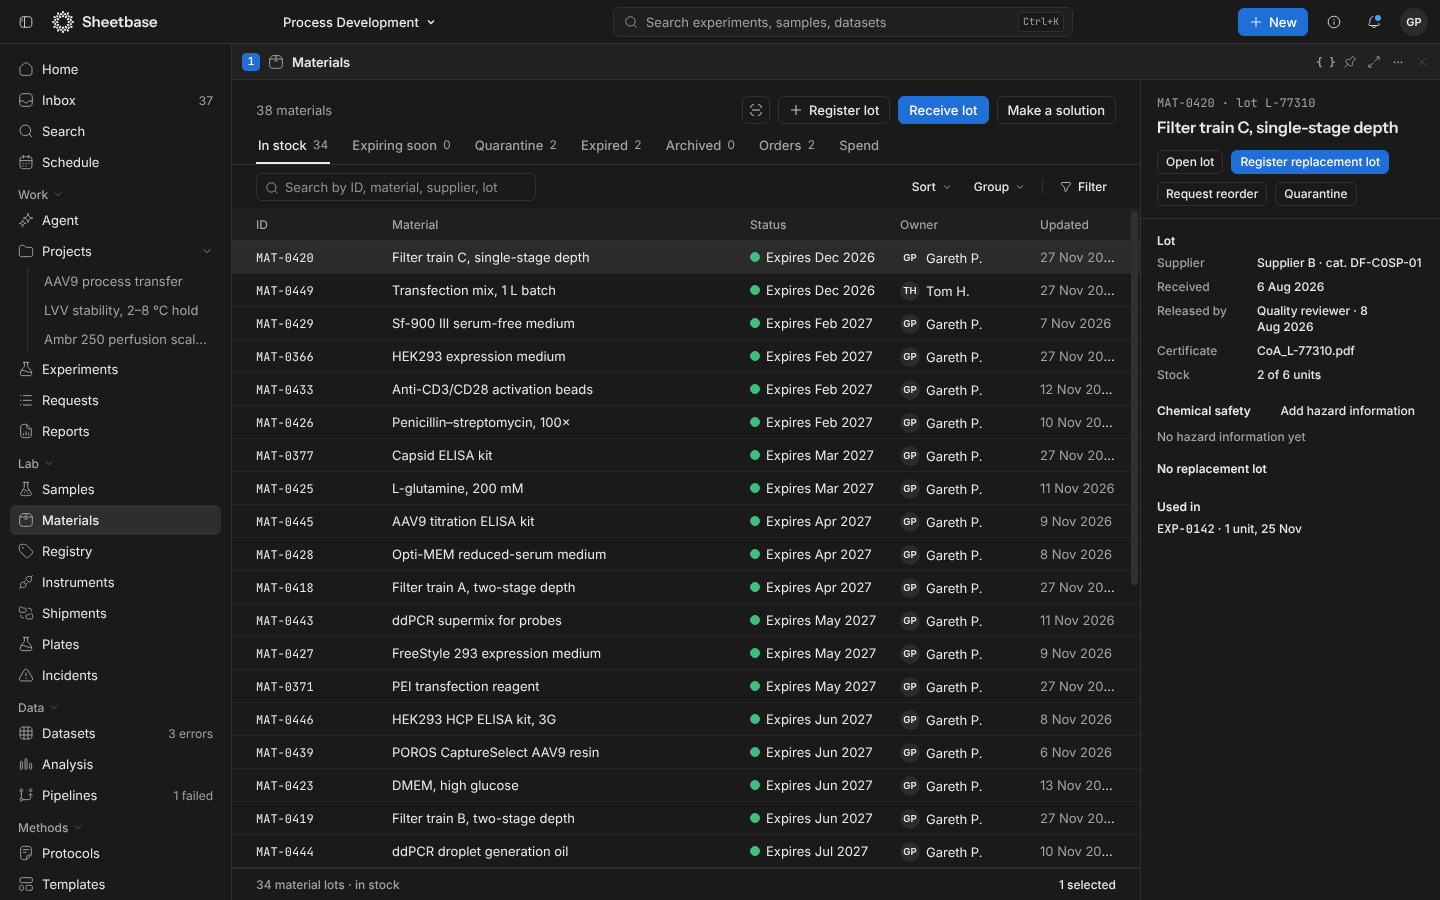 Sheetbase
Process Development
Search experiments, samples, datasets
Ctrl+K
New
GP
Home
Inbox 37
Search
Schedule
Work
Agent
Projects
AAV9 process transfer
LVV stability, 2–8 °C hold
Ambr 250 perfusion scal...
Experiments
Requests
Reports
Lab
Samples
Materials
Registry
Instruments
Shipments
Plates
Incidents
Data
Datasets 3 errors
Analysis
Pipelines 1 failed
Methods
Protocols
Templates
1 Materials
{ }
38 materials
Register lot
Receive lot
Make a solution
In stock 34 Expiring soon 0 Quarantine 2 Expired 2 Archived 0 Orders 2 Spend
Search by ID, material, supplier, lot
Sort Group Filter
ID Material Status Owner Updated
MAT-0420 Filter train C, single-stage depth Expires Dec 2026 GP Gareth P. 27 Nov 20...
MAT-0449 Transfection mix, 1 L batch Expires Dec 2026 TH Tom H. 27 Nov 20...
MAT-0429 Sf-900 III serum-free medium Expires Feb 2027 GP Gareth P. 7 Nov 2026
MAT-0366 HEK293 expression medium Expires Feb 2027 GP Gareth P. 27 Nov 20...
MAT-0433 Anti-CD3/CD28 activation beads Expires Feb 2027 GP Gareth P. 12 Nov 20...
MAT-0426 Penicillin–streptomycin, 100× Expires Feb 2027 GP Gareth P. 10 Nov 20...
MAT-0377 Capsid ELISA kit Expires Mar 2027 GP Gareth P. 27 Nov 20...
MAT-0425 L-glutamine, 200 mM Expires Mar 2027 GP Gareth P. 11 Nov 2026
MAT-0445 AAV9 titration ELISA kit Expires Apr 2027 GP Gareth P. 9 Nov 2026
MAT-0428 Opti-MEM reduced-serum medium Expires Apr 2027 GP Gareth P. 8 Nov 2026
MAT-0418 Filter train A, two-stage depth Expires Apr 2027 GP Gareth P. 27 Nov 20...
MAT-0443 ddPCR supermix for probes Expires May 2027 GP Gareth P. 11 Nov 2026
MAT-0427 FreeStyle 293 expression medium Expires May 2027 GP Gareth P. 9 Nov 2026
MAT-0371 PEI transfection reagent Expires May 2027 GP Gareth P. 27 Nov 20...
MAT-0446 HEK293 HCP ELISA kit, 3G Expires Jun 2027 GP Gareth P. 8 Nov 2026
MAT-0439 POROS CaptureSelect AAV9 resin Expires Jun 2027 GP Gareth P. 6 Nov 2026
MAT-0423 DMEM, high glucose Expires Jun 2027 GP Gareth P. 13 Nov 20...
MAT-0419 Filter train B, two-stage depth Expires Jun 2027 GP Gareth P. 27 Nov 20...
MAT-0444 ddPCR droplet generation oil Expires Jul 2027 GP Gareth P. 10 Nov 20...
34 material lots · in stock 1 selected
MAT-0420 · lot L-77310
Filter train C, single-stage depth
Open lot
Register replacement lot
Request reorder
Quarantine
Lot
Supplier Supplier B · cat. DF-C0SP-01
Received 6 Aug 2026
Released by Quality reviewer · 8
Aug 2026
Certificate CoA_L-77310.pdf
Stock 2 of 6 units
Chemical safety Add hazard information
No hazard information yet
No replacement lot
Used in
EXP-0142 · 1 unit, 25 Nov